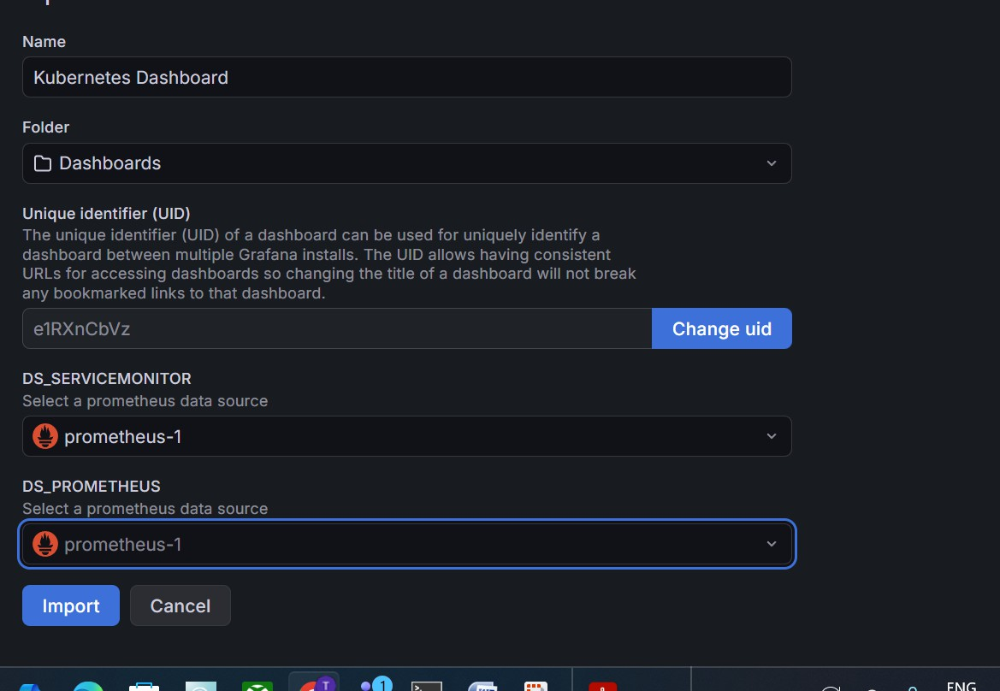 Name
Kubernetes Dashboard
Folder
Dashboards
Unique identifier (UID)
The unique identifier (UID) of a dashboard can be used for uniquely identify a
dashboard between multiple Grafana installs. The UID allows having consistent
URLs for accessing dashboards so changing the title of a dashboard will not break
any bookmarked links to that dashboard.
e1RXnCbVz
Change uid
DS_SERVICEMONITOR
Select a prometheus data source
prometheus-1
DS_PROMETHEUS
Select a prometheus data source
prometheus-1
Import
Cancel
T
1
ENG